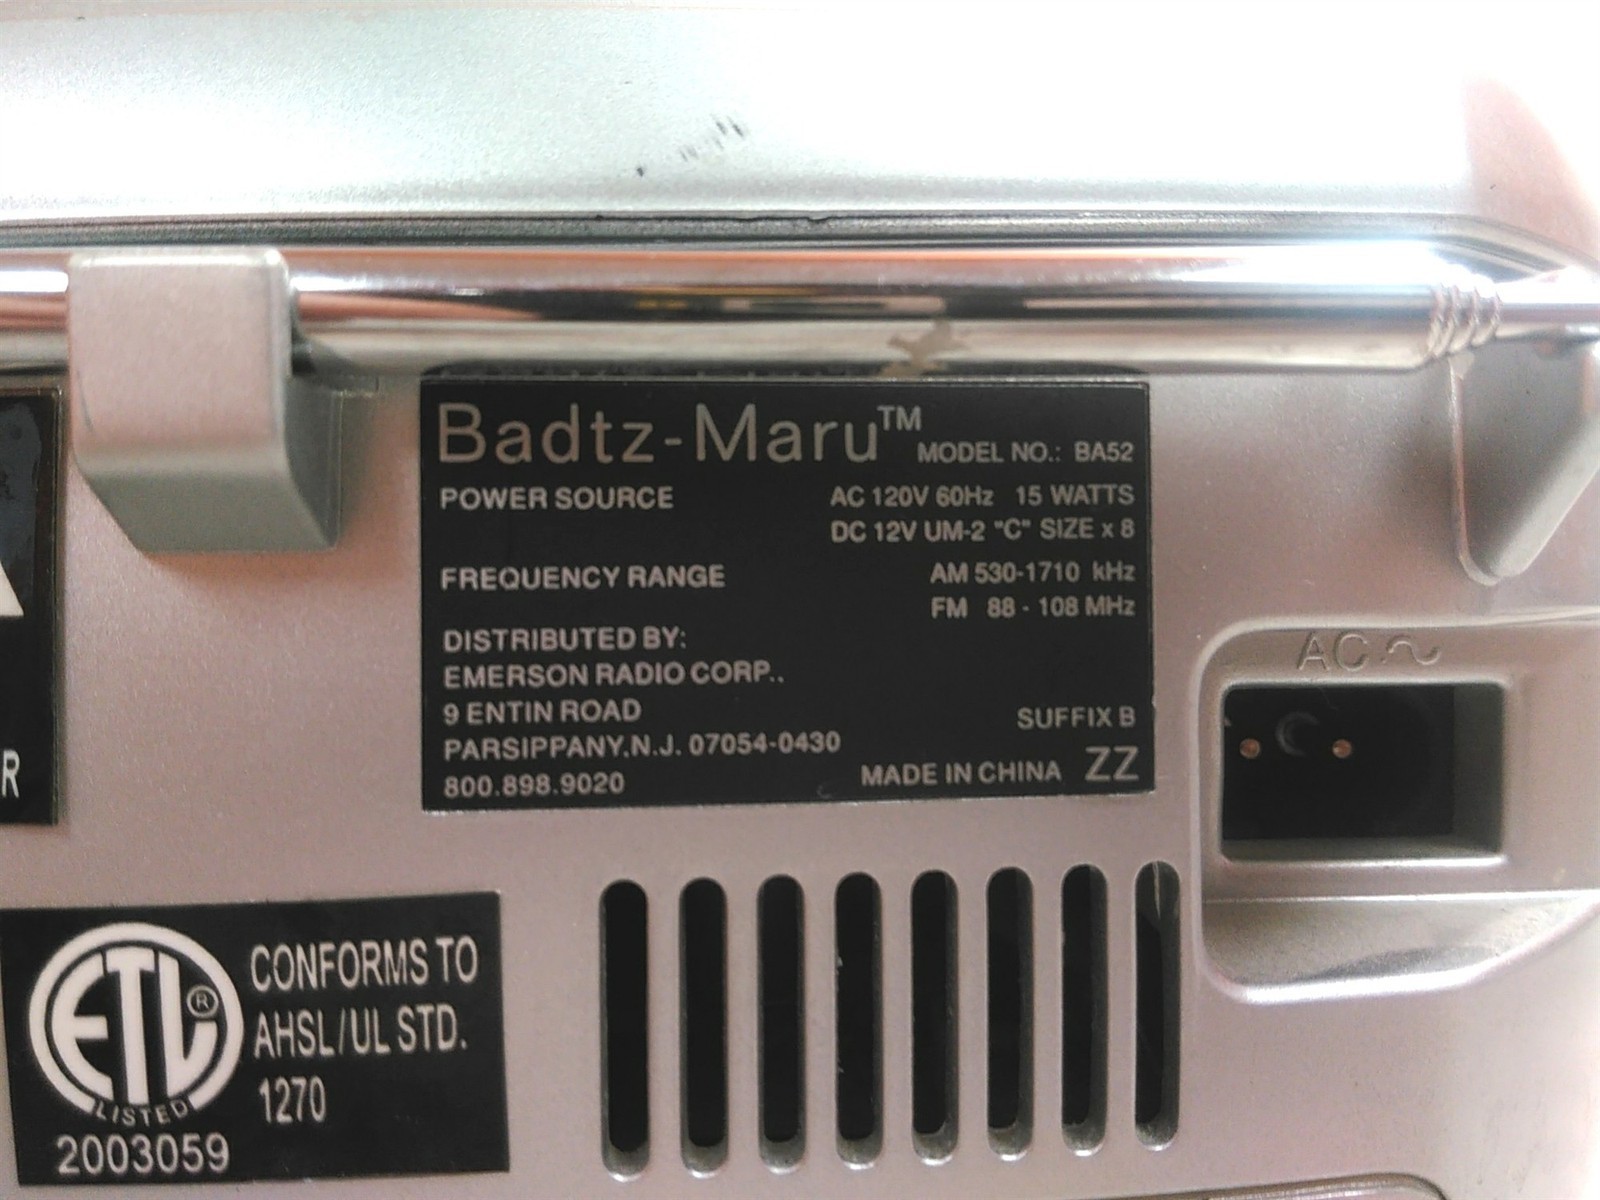 Badtz-Maru™ MODEL NO.: BA52
POWER SOURCE AC 120V 60Hz 15 WATTS
DC 12V UM-2 "C" SIZE x 8
FREQUENCY RANGE AM 530-1710 kHz
FM 88 - 108 MHz
DISTRIBUTED BY:
EMERSON RADIO CORP..
9 ENTIN ROAD
SUFFIX B
PARSIPPANY,N.J. 07054-0430
800.898.9020 MADE IN CHINA ZZ
AC
R
ETL®
LISTED
2003059
CONFORMS TO
AHSL/UL STD.
1270